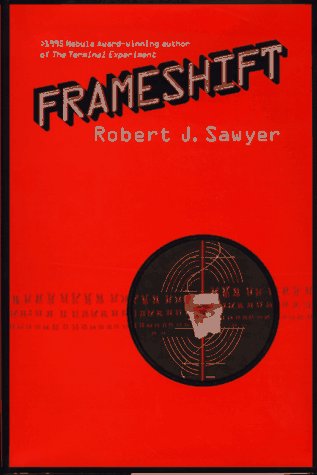 >1995 Nebula Award-winning author
of The Terminal Experiment
FRAMESHIFT
Robert J. Sawyer